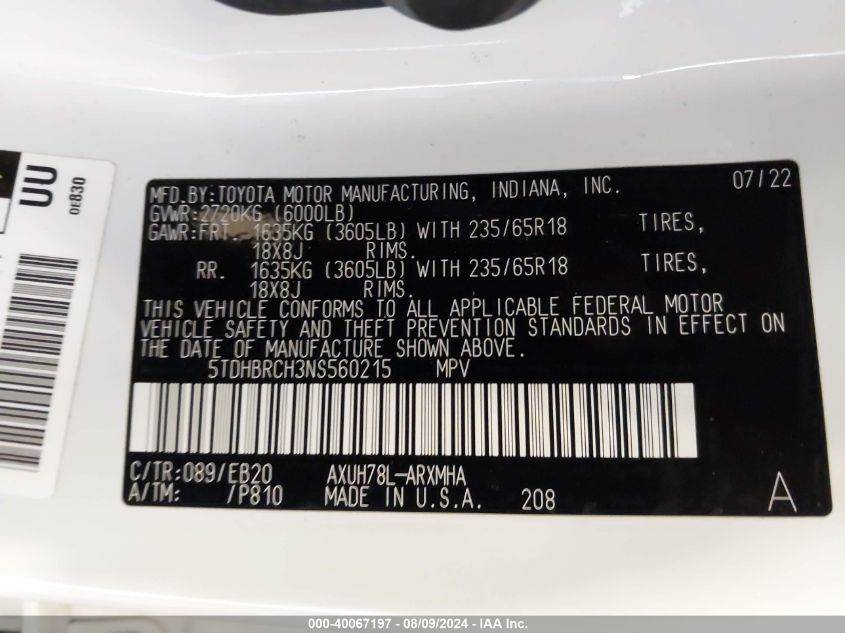 UU
0E830
MFD.BY:TOYOTA MOTOR MANUFACTURING, INDIANA, INC. 07/22
GVWR:2720KG (6000LB)
GAWR:FRT. 1635KG (3605LB) WITH 235/65R18 TIRES,
18X8J RIMS.
RR. 1635KG (3605LB) WITH 235/65R18 TIRES,
18X8J RIMS.
THIS VEHICLE CONFORMS TO ALL APPLICABLE FEDERAL MOTOR
VEHICLE SAFETY AND THEFT PREVENTION STANDARDS IN EFFECT ON
THE DATE OF MANUFACTURE SHOWN ABOVE.
5TDHBRCH3NS560215 MPV
C/TR:089/EB20 AXUH78L-ARXMHA
A/TM: /P810 MADE IN U.S.A. 208 A
000-40067197 - 08/09/2024 - IAA Inc.